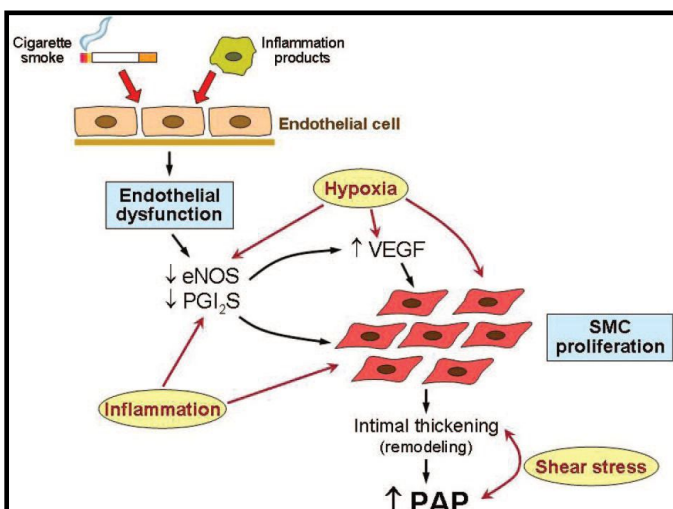 Cigarette
smoke
Inflammation
products
Endothelial cell
Endothelial
dysfunction
Hypoxia
↑ VEGF
↓ eNOS
↓ PGI₂S
SMC
proliferation
Inflammation
Intimal thickening
(remodeling)
Shear stress
↑ PAP